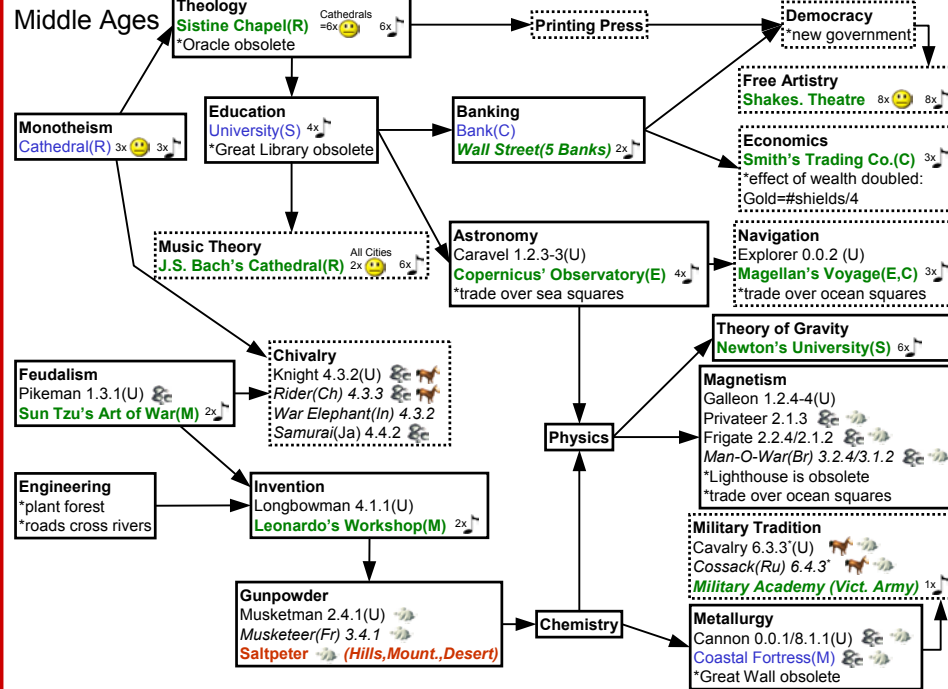 Middle Ages
Theology
Sistine Chapel(R) Cathedrals =6x 6x
*Oracle obsolete
Printing Press
Democracy
*new government
Free Artistry
Shakes. Theatre 8x 8x
Monotheism
Cathedral(R) 3x 3x
Education
University(S) 4x
*Great Library obsolete
Banking
Bank(C)
Wall Street(5 Banks) 2x
Economics
Smith's Trading Co.(C) 3x
*effect of wealth doubled:
Gold=#shields/4
Music Theory
J.S. Bach's Cathedral(R) All Cities 2x 6x
Astronomy
Caravel 1.2.3-3(U)
Copernicus' Observatory(E) 4x
*trade over sea squares
Navigation
Explorer 0.0.2 (U)
Magellan's Voyage(E,C) 3x
*trade over ocean squares
Theory of Gravity
Newton's University(S) 6x
Feudalism
Pikeman 1.3.1(U)
Sun Tzu's Art of War(M) 2x
Chivalry
Knight 4.3.2(U)
Rider(Ch) 4.3.3
War Elephant(In) 4.3.2
Samurai(Ja) 4.4.2
Physics
Magnetism
Galleon 1.2.4-4(U)
Privateer 2.1.3
Frigate 2.2.4/2.1.2
Man-O-War(Br) 3.2.4/3.1.2
*Lighthouse is obsolete
*trade over ocean squares
Engineering
*plant forest
*roads cross rivers
Invention
Longbowman 4.1.1(U)
Leonardo's Workshop(M) 2x
Military Tradition
Cavalry 6.3.3*(U)
Cossack(Ru) 6.4.3*
Military Academy (Vict. Army) 1x
Gunpowder
Musketman 2.4.1(U)
Musketeer(Fr) 3.4.1
Saltpeter (Hills,Mount.,Desert)
Chemistry
Metallurgy
Cannon 0.0.1/8.1.1(U)
Coastal Fortress(M)
*Great Wall obsolete